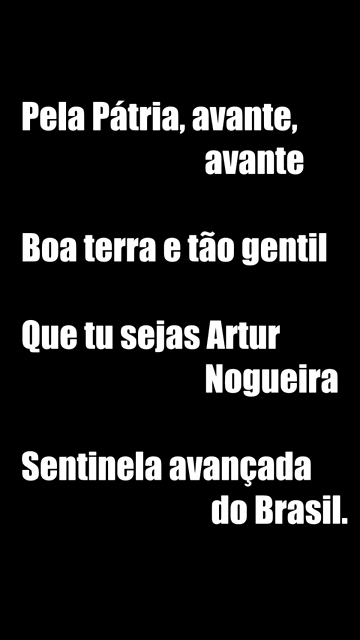 Pela Pátria, avante,
avante
Boa terra e tão gentil
Que tu sejas Artur
Nogueira
Sentinela avançada
do Brasil.